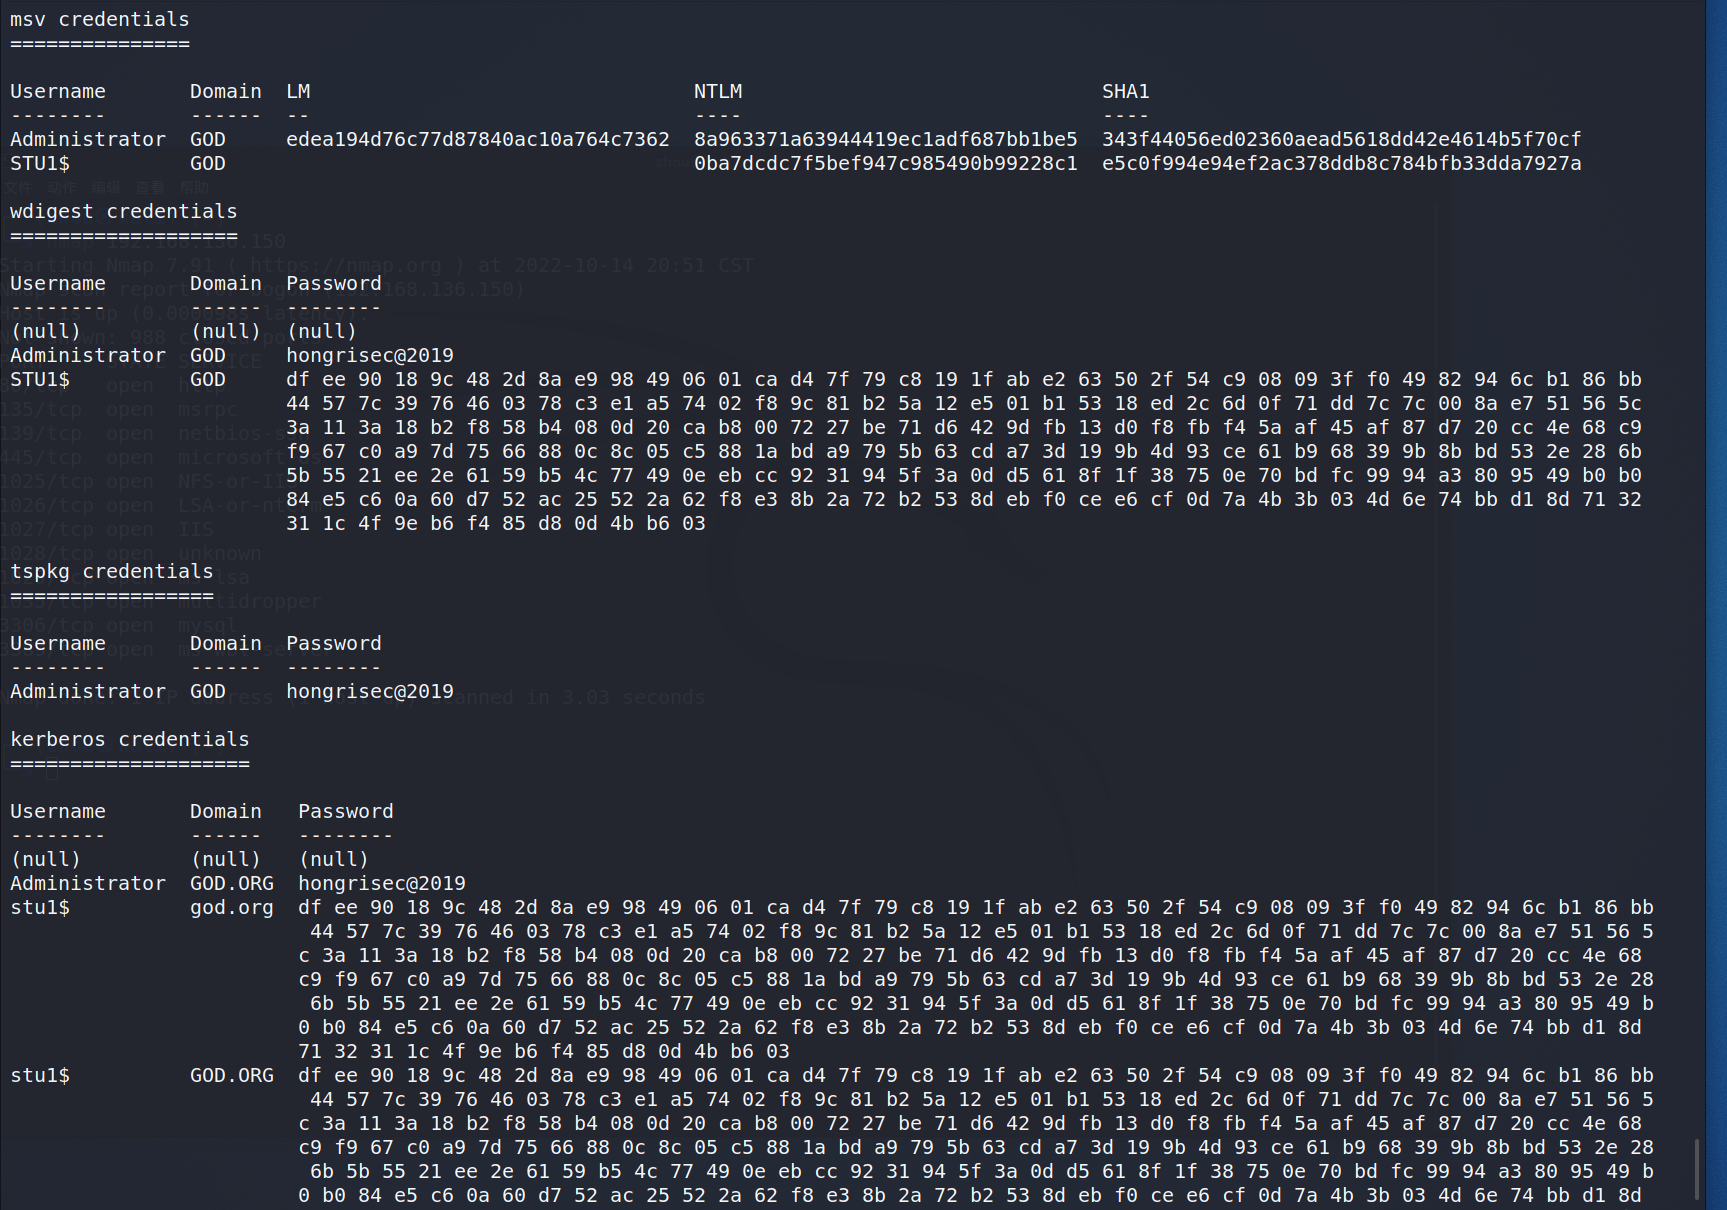 msv credentials
===============
Username Domain LM NTLM SHA1
-------- ------ -- ---- ----
Administrator GOD edea194d76c77d87840ac10a764c7362 8a963371a63944419ec1adf687bb1be5 343f44056ed02360aead5618dd42e4614b5f70cf
STU1$ GOD 0ba7dcdc7f5bef947c985490b99228c1 e5c0f994e94ef2ac378ddb8c784bfb33dda7927a
文件 动作 编辑 查看 帮助
wdigest credentials
===================
Starting Nmap 7.91 ( https://nmap.org ) at 2022-10-14 20:51 CST
Username Domain Password
-------- ------ --------
(null) (null) (null)
Administrator GOD hongrisec@2019
STU1$ GOD df ee 90 18 9c 48 2d 8a e9 98 49 06 01 ca d4 7f 79 c8 19 1f ab e2 63 50 2f 54 c9 08 09 3f f0 49 82 94 6c b1 86 bb
44 57 7c 39 76 46 03 78 c3 e1 a5 74 02 f8 9c 81 b2 5a 12 e5 01 b1 53 18 ed 2c 6d 0f 71 dd 7c 7c 00 8a e7 51 56 5c
3a 11 3a 18 b2 f8 58 b4 08 0d 20 ca b8 00 72 27 be 71 d6 42 9d fb 13 d0 f8 fb f4 5a af 45 af 87 d7 20 cc 4e 68 c9
f9 67 c0 a9 7d 75 66 88 0c 8c 05 c5 88 1a bd a9 79 5b 63 cd a7 3d 19 9b 4d 93 ce 61 b9 68 39 9b 8b bd 53 2e 28 6b
5b 55 21 ee 2e 61 59 b5 4c 77 49 0e eb cc 92 31 94 5f 3a 0d d5 61 8f 1f 38 75 0e 70 bd fc 99 94 a3 80 95 49 b0 b0
84 e5 c6 0a 60 d7 52 ac 25 52 2a 62 f8 e3 8b 2a 72 b2 53 8d eb f0 ce e6 cf 0d 7a 4b 3b 03 4d 6e 74 bb d1 8d 71 32
31 1c 4f 9e b6 f4 85 d8 0d 4b b6 03
tspkg credentials
=================
Username Domain Password
-------- ------ --------
Administrator GOD hongrisec@2019
kerberos credentials
====================
Username Domain Password
-------- ------ --------
(null) (null) (null)
Administrator GOD.ORG hongrisec@2019
stu1$ god.org df ee 90 18 9c 48 2d 8a e9 98 49 06 01 ca d4 7f 79 c8 19 1f ab e2 63 50 2f 54 c9 08 09 3f f0 49 82 94 6c b1 86 bb
44 57 7c 39 76 46 03 78 c3 e1 a5 74 02 f8 9c 81 b2 5a 12 e5 01 b1 53 18 ed 2c 6d 0f 71 dd 7c 7c 00 8a e7 51 56 5
c 3a 11 3a 18 b2 f8 58 b4 08 0d 20 ca b8 00 72 27 be 71 d6 42 9d fb 13 d0 f8 fb f4 5a af 45 af 87 d7 20 cc 4e 68
c9 f9 67 c0 a9 7d 75 66 88 0c 8c 05 c5 88 1a bd a9 79 5b 63 cd a7 3d 19 9b 4d 93 ce 61 b9 68 39 9b 8b bd 53 2e 28
6b 5b 55 21 ee 2e 61 59 b5 4c 77 49 0e eb cc 92 31 94 5f 3a 0d d5 61 8f 1f 38 75 0e 70 bd fc 99 94 a3 80 95 49 b
0 b0 84 e5 c6 0a 60 d7 52 ac 25 52 2a 62 f8 e3 8b 2a 72 b2 53 8d eb f0 ce e6 cf 0d 7a 4b 3b 03 4d 6e 74 bb d1 8d
71 32 31 1c 4f 9e b6 f4 85 d8 0d 4b b6 03
stu1$ GOD.ORG df ee 90 18 9c 48 2d 8a e9 98 49 06 01 ca d4 7f 79 c8 19 1f ab e2 63 50 2f 54 c9 08 09 3f f0 49 82 94 6c b1 86 bb
44 57 7c 39 76 46 03 78 c3 e1 a5 74 02 f8 9c 81 b2 5a 12 e5 01 b1 53 18 ed 2c 6d 0f 71 dd 7c 7c 00 8a e7 51 56 5
c 3a 11 3a 18 b2 f8 58 b4 08 0d 20 ca b8 00 72 27 be 71 d6 42 9d fb 13 d0 f8 fb f4 5a af 45 af 87 d7 20 cc 4e 68
c9 f9 67 c0 a9 7d 75 66 88 0c 8c 05 c5 88 1a bd a9 79 5b 63 cd a7 3d 19 9b 4d 93 ce 61 b9 68 39 9b 8b bd 53 2e 28
6b 5b 55 21 ee 2e 61 59 b5 4c 77 49 0e eb cc 92 31 94 5f 3a 0d d5 61 8f 1f 38 75 0e 70 bd fc 99 94 a3 80 95 49 b
0 b0 84 e5 c6 0a 60 d7 52 ac 25 52 2a 62 f8 e3 8b 2a 72 b2 53 8d eb f0 ce e6 cf 0d 7a 4b 3b 03 4d 6e 74 bb d1 8d